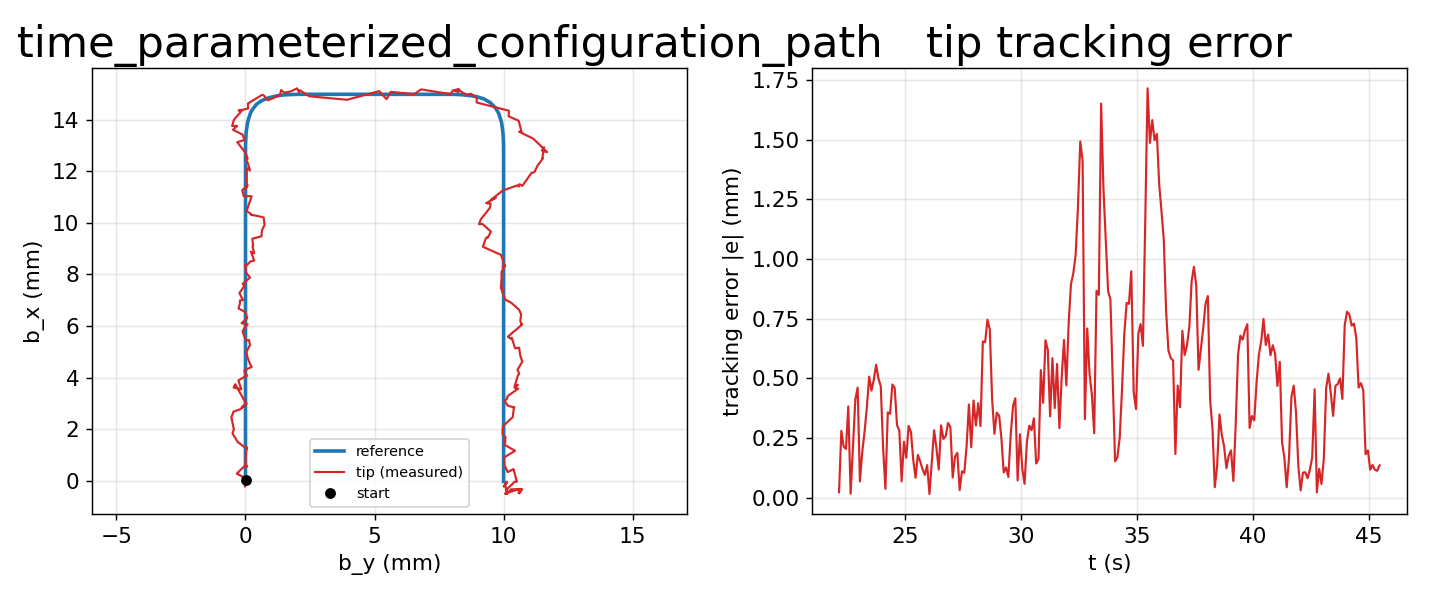 time_parameterized_configuration_path
14
12
10
8
6
4
2
0
b_x (mm)
reference
tip (measured)
start
−5
0
5
10
15
b_y (mm)
tip tracking error
1.75
1.50
1.25
1.00
0.75
0.50
0.25
0.00
tracking error |e| (mm)
25
30
35
40
45
t (s)